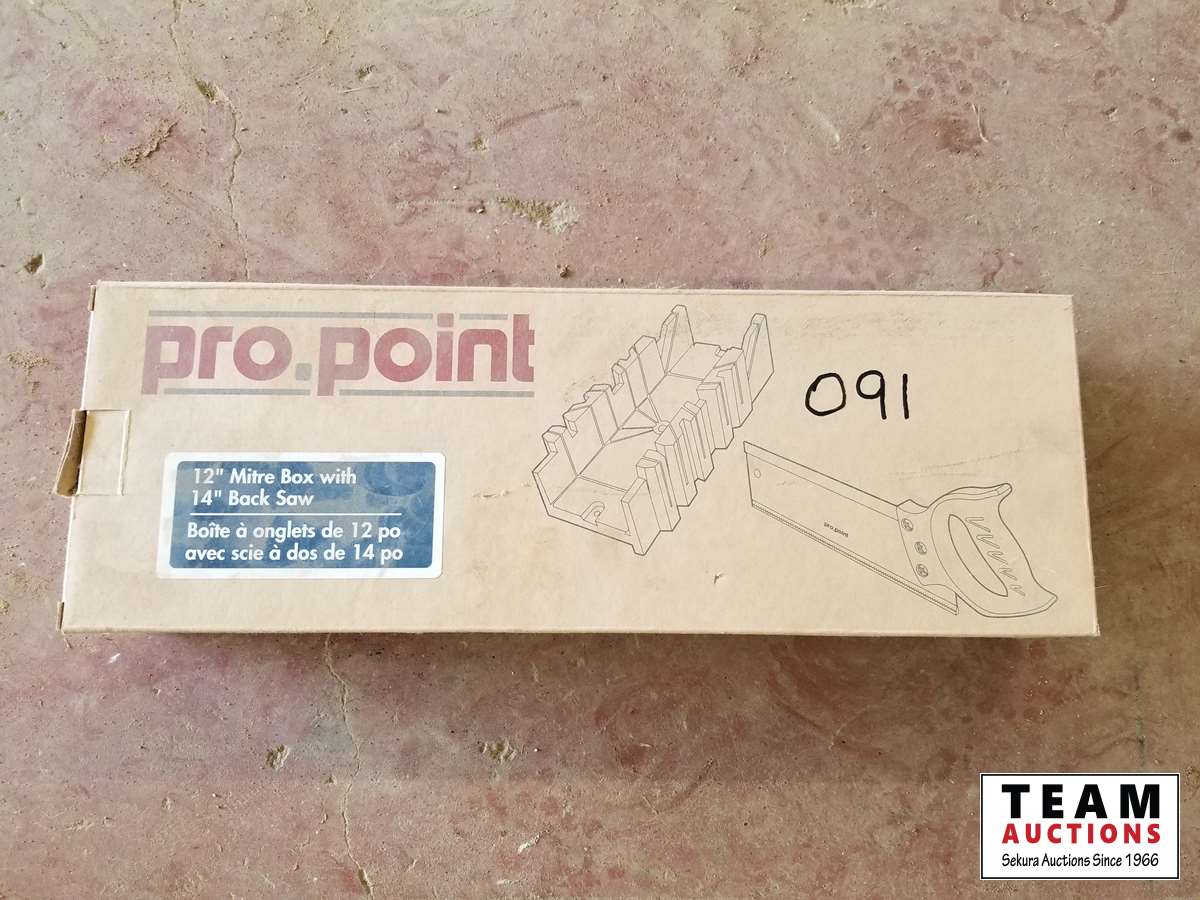 pro.point
12" Mitre Box with
14" Back Saw
Boîte à onglets de 12 po
avec scie à dos de 14 po
091
pro.point
TEAM
AUCTIONS
Sekura Auctions Since 1966